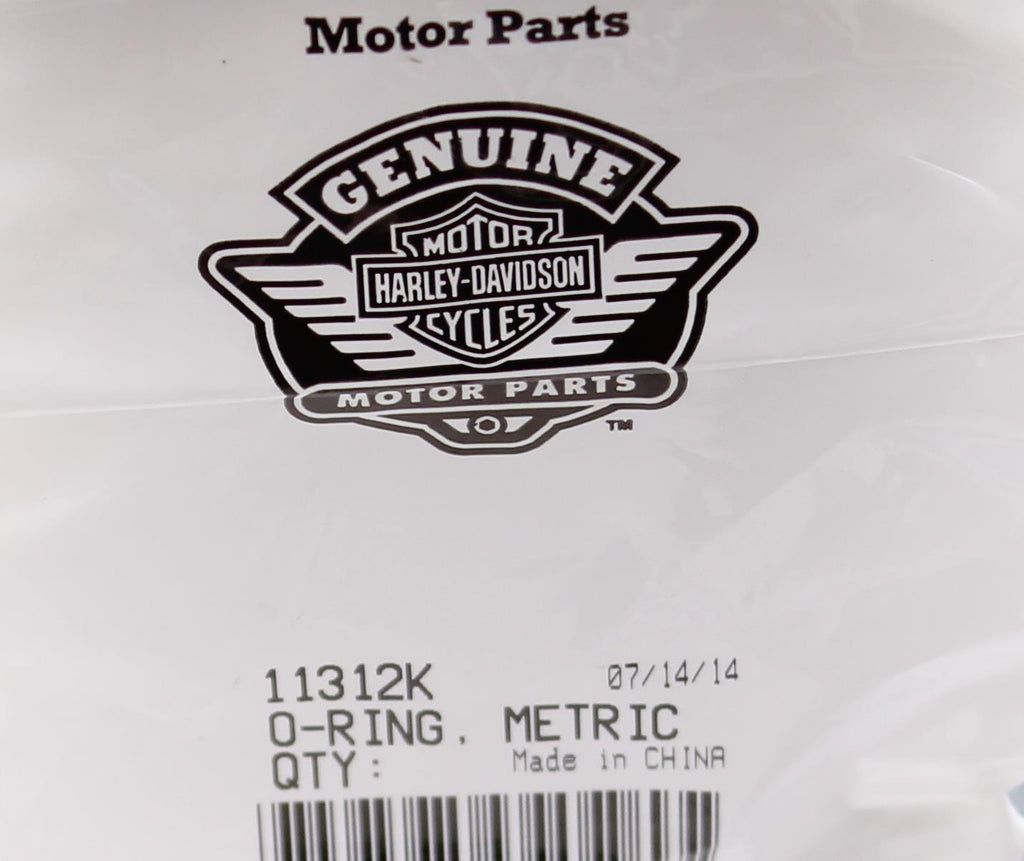 Motor Parts
GENUINE
MOTOR
HARLEY-DAVIDSON
CYCLES
MOTOR PARTS
TM
11312K 07/14/14
O-RING, METRIC
QTY: Made in CHINA